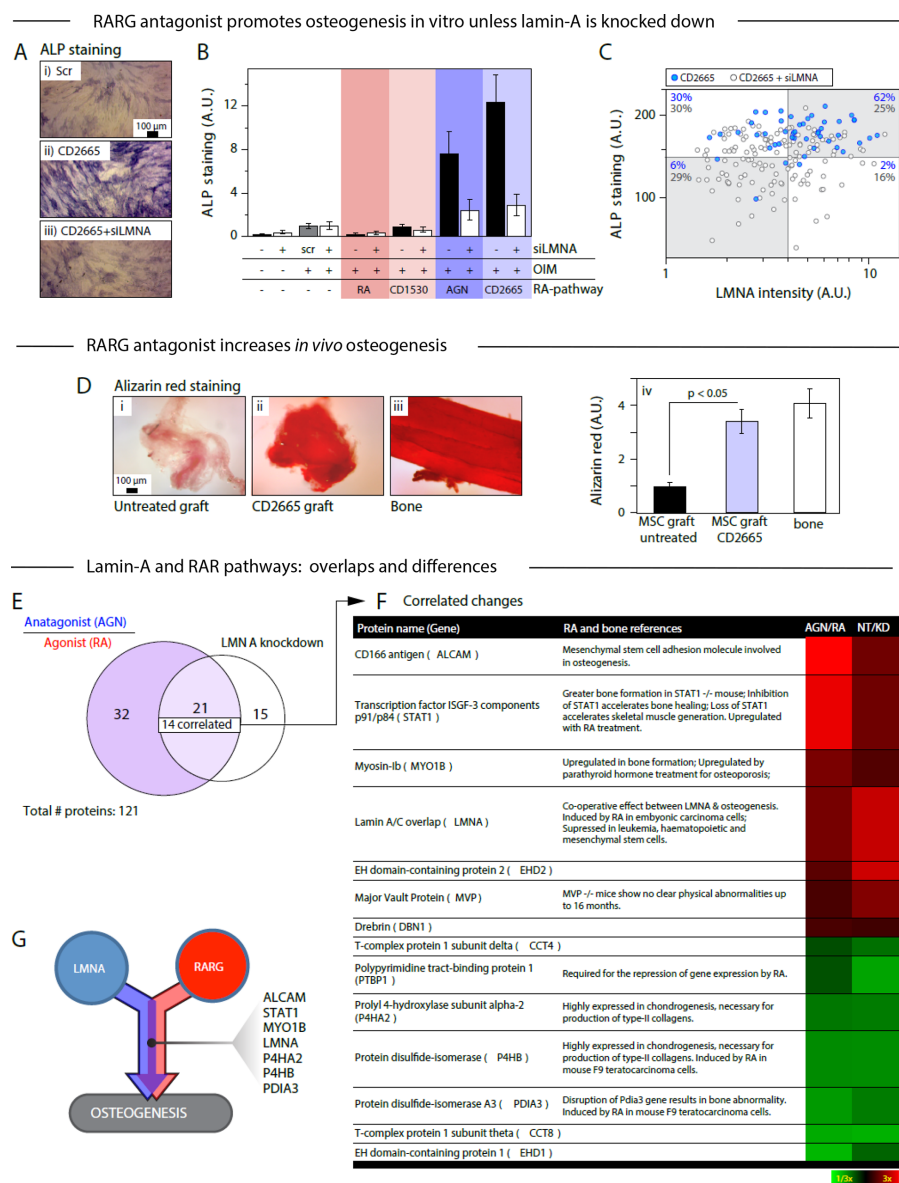 RARG antagonist promotes osteogenesis in vitro unless lamin-A is knocked down
A
ALP staining
i) Scr
100 µm
ii) CD2665
iii) CD2665+siLMNA
B
ALP staining (A.U.)
12
8
4
0
- + scr + - + - + - + - + siLMNA
- - + + + + + + + + + + OIM
- - - - RA CD1530 AGN CD2665 RA-pathway
C
CD2665 CD2665 + siLMNA
30% 62%
30% 25%
6% 2%
29% 16%
ALP staining (A.U.)
200
100
1 10
LMNA intensity (A.U.)
RARG antagonist increases in vivo osteogenesis
D
Alizarin red staining
i ii iii
100 µm
Untreated graft CD2665 graft Bone
iv
p < 0.05
Alizarin red (A.U.)
4
2
0
MSC graft MSC graft bone
untreated CD2665
Lamin-A and RAR pathways: overlaps and differences
E
Anatagonist (AGN)
Agonist (RA)
LMN A knockdown
32 21 15
14 correlated
Total # proteins: 121
F Correlated changes
Protein name (Gene) RA and bone references AGN/RA NT/KD
CD166 antigen ( ALCAM ) Mesenchymal stem cell adhesion molecule involved
in osteogenesis.
Transcription factor ISGF-3 components
p91/p84 ( STAT1 )
Greater bone formation in STAT1 -/- mouse; Inhibition
of STAT1 accelerates bone healing; Loss of STAT1
accelerates skeletal muscle generation. Upregulated
with RA treatment.
Myosin-Ib ( MYO1B ) Upregulated in bone formation; Upregulated by
parathyroid hormone treatment for osteoporosis;
Lamin A/C overlap ( LMNA )
Co-operative effect between LMNA & osteogenesis.
Induced by RA in embyonic carcinoma cells;
Supressed in leukemia, haematopoietic and
mesenchymal stem cells.
EH domain-containing protein 2 ( EHD2 )
Major Vault Protein ( MVP ) MVP -/- mice show no clear physical abnormalities up
to 16 months.
Drebrin ( DBN1 )
T-complex protein 1 subunit delta ( CCT4 )
Polypyrimidine tract-binding protein 1
(PTBP1 )
Required for the repression of gene expression by RA.
Prolyl 4-hydroxylase subunit alpha-2
(P4HA2 )
Highly expressed in chondrogenesis, necessary for
production of type-II collagens.
Protein disulfide-isomerase ( P4HB )
Highly expressed in chondrogenesis, necessary for
production of type-II collagens. Induced by RA in
mouse F9 teratocarcinoma cells.
Protein disulfide-isomerase A3 ( PDIA3 )
Disruption of Pdia3 gene results in bone abnormality.
Induced by RA in mouse F9 teratocarcinoma cells.
T-complex protein 1 subunit theta ( CCT8 )
EH domain-containing protein 1 ( EHD1 )
1/3x 3x
G
LMNA RARG
ALCAM
STAT1
MYO1B
LMNA
P4HA2
P4HB
PDIA3
OSTEOGENESIS